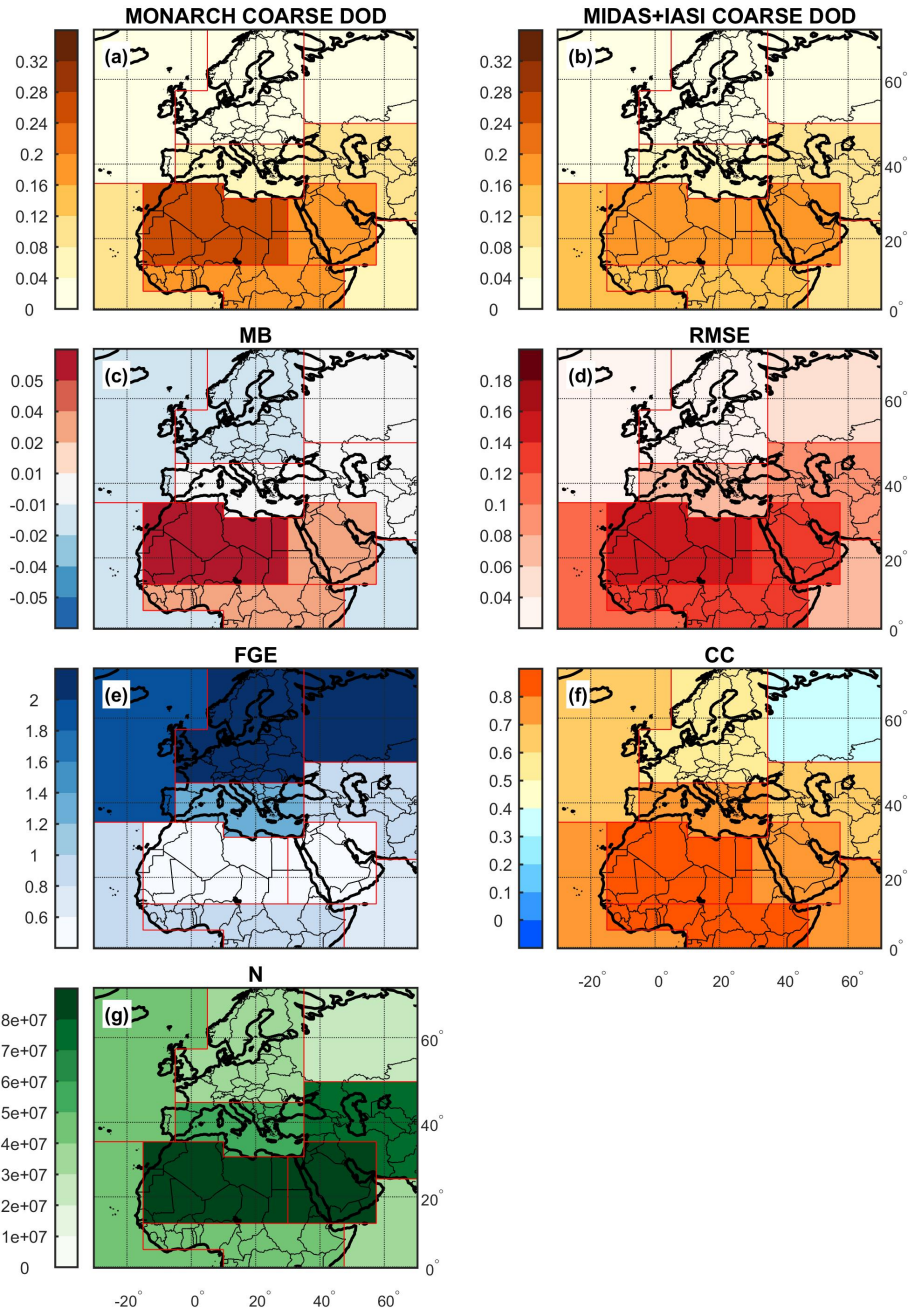 MONARCH COARSE DOD
MIDAS+IASI COARSE DOD
(a)
0.32
0.28
0.24
0.2
0.16
0.12
0.08
0.04
0
(b)
0.32
0.28
0.24
0.2
0.16
0.12
0.08
0.04
0
60°
40°
20°
0°
MB
RMSE
(c)
0.05
0.04
0.02
0.01
-0.01
-0.02
-0.04
-0.05
(d)
0.18
0.16
0.14
0.12
0.1
0.08
0.06
0.04
60°
40°
20°
0°
FGE
CC
(e)
2
1.8
1.6
1.4
1.2
1
0.8
0.6
(f)
0.8
0.7
0.6
0.5
0.4
0.3
0.2
0.1
0
60°
40°
20°
0°
-20° 0° 20° 40° 60°
N
(g)
8e+07
7e+07
6e+07
5e+07
4e+07
3e+07
2e+07
1e+07
0
60°
40°
20°
0°
-20° 0° 20° 40° 60°